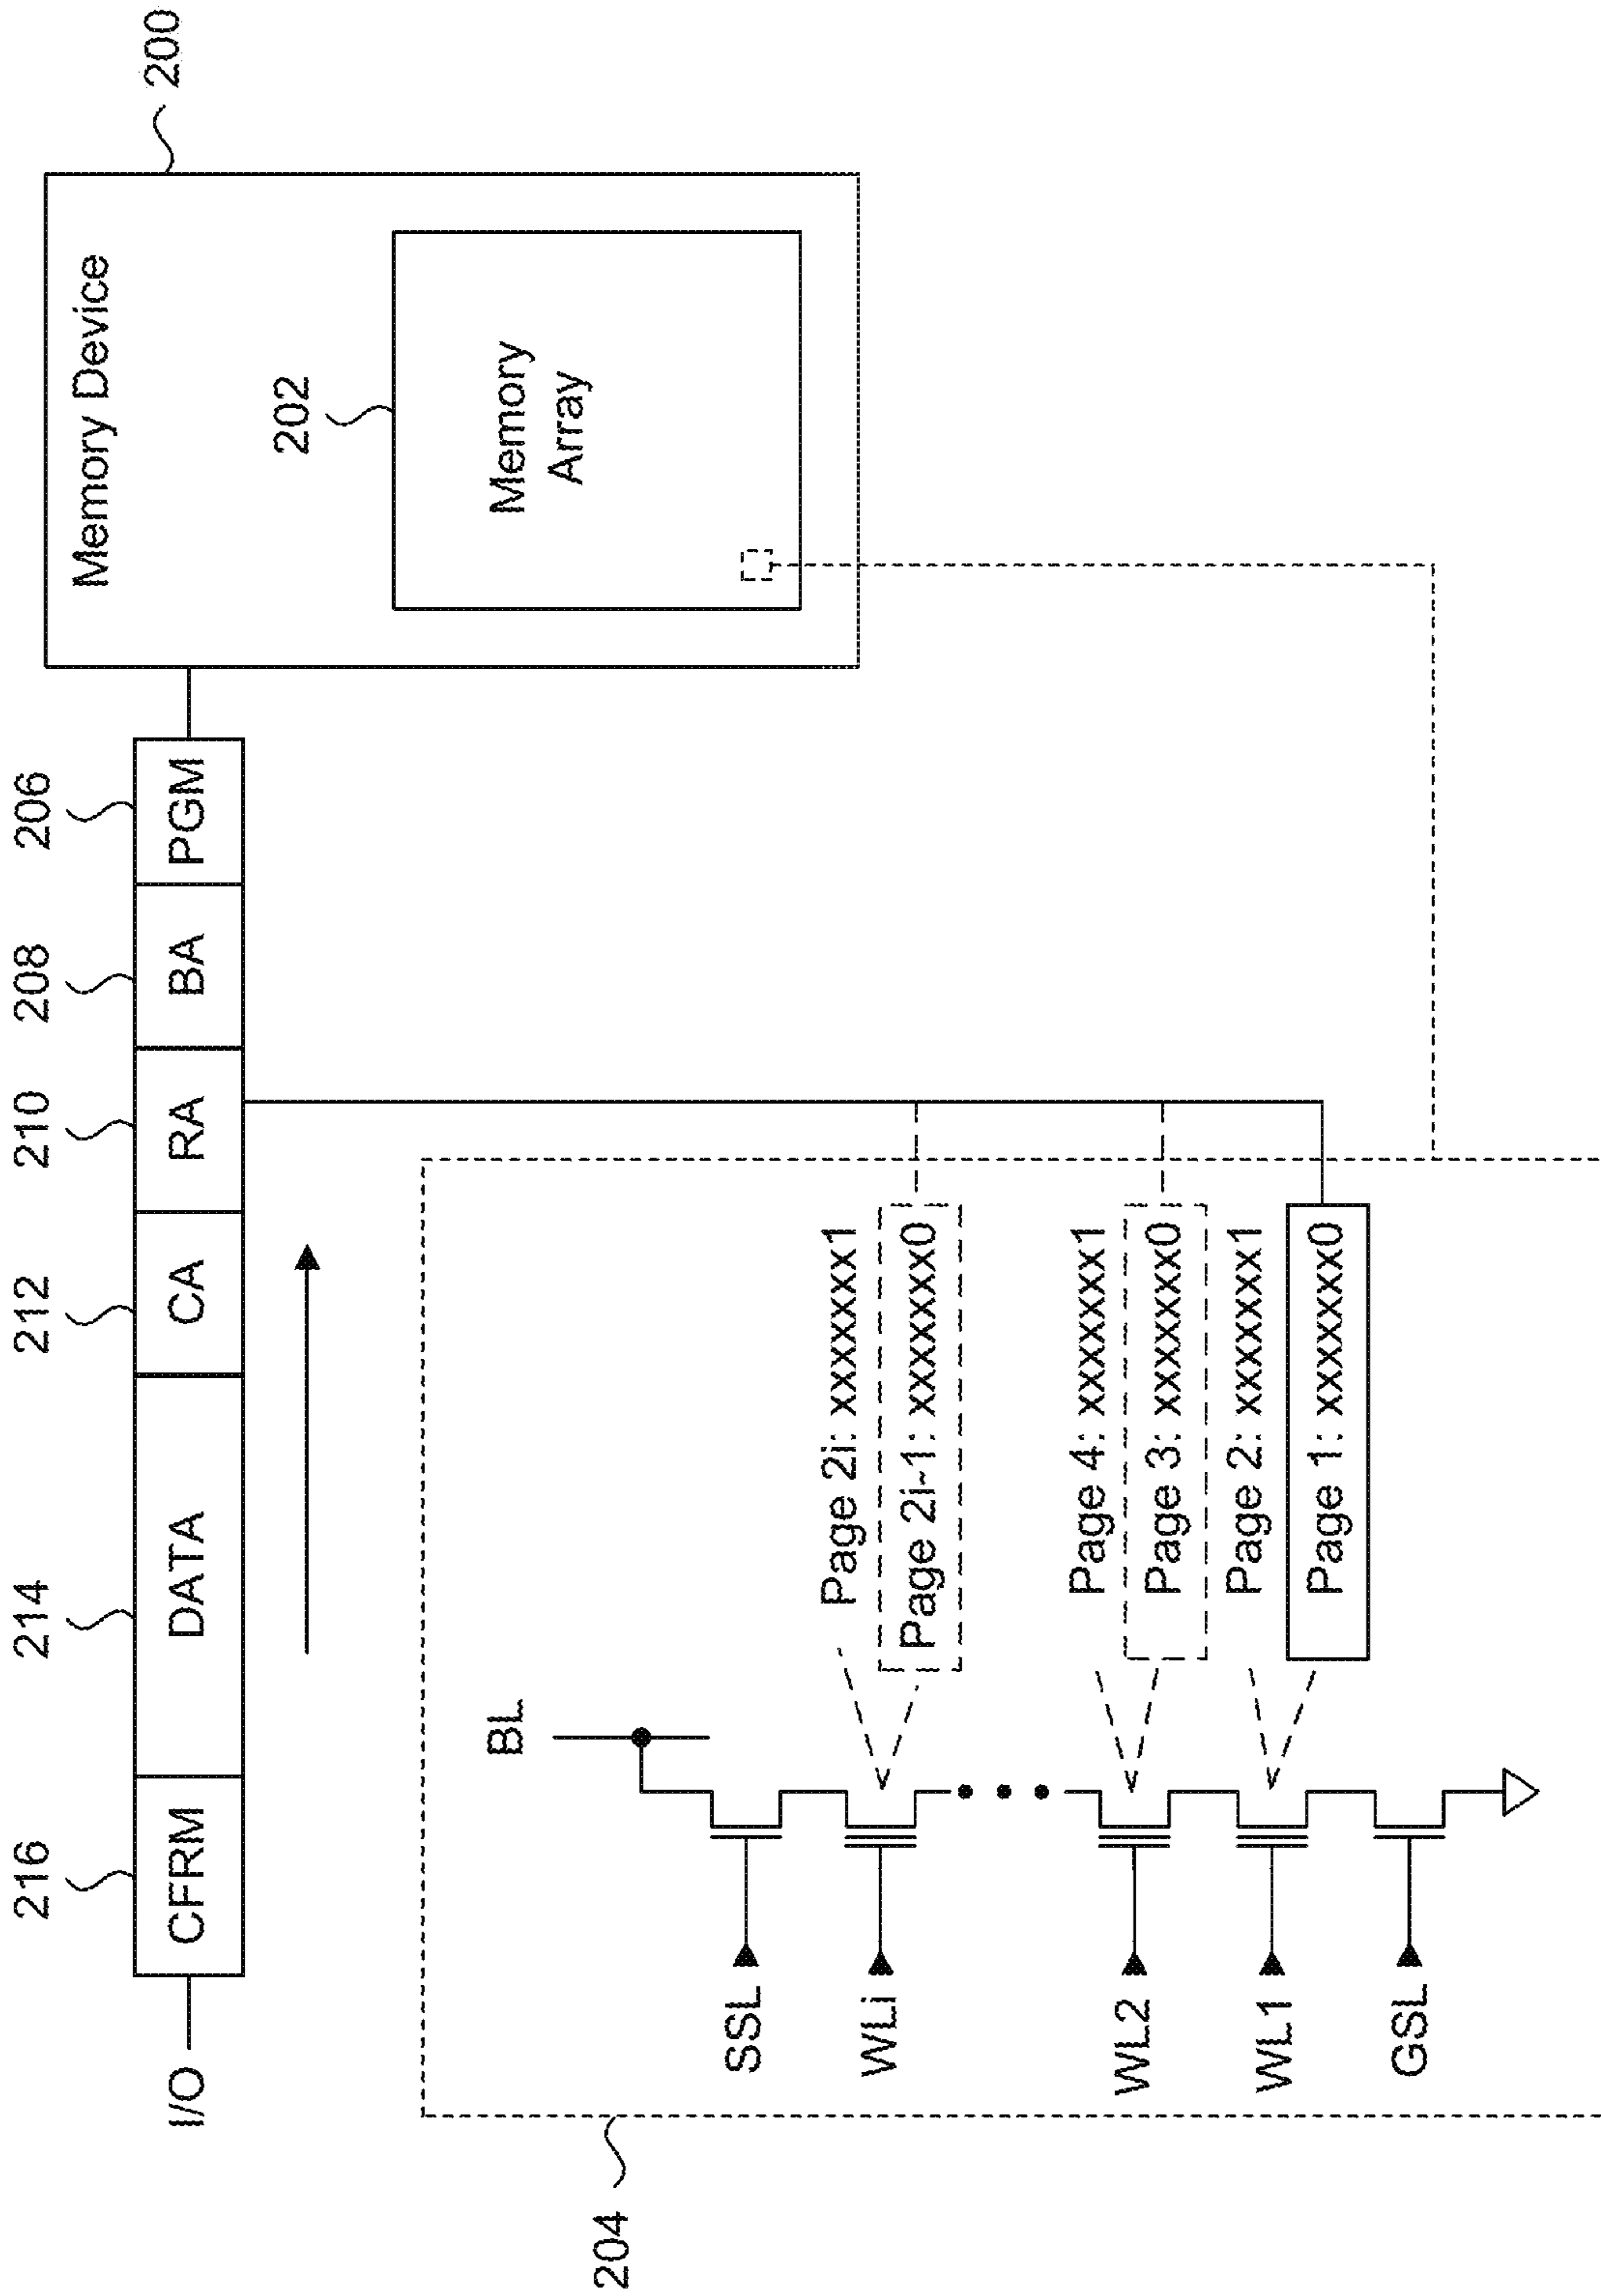 216
214
212
210
208
206
200
I/O
CFRM
DATA
CA
RA
BA
PGM
Memory Device
202
Memory
Array
204
BL
SSL
WLi
WL2
WL1
GSL
Page 2i: xxxxxxx1
Page 2i-1: xxxxxxx0
Page 4: xxxxxxx1
Page 3: xxxxxxx0
Page 2: xxxxxxx1
Page 1: xxxxxxx0